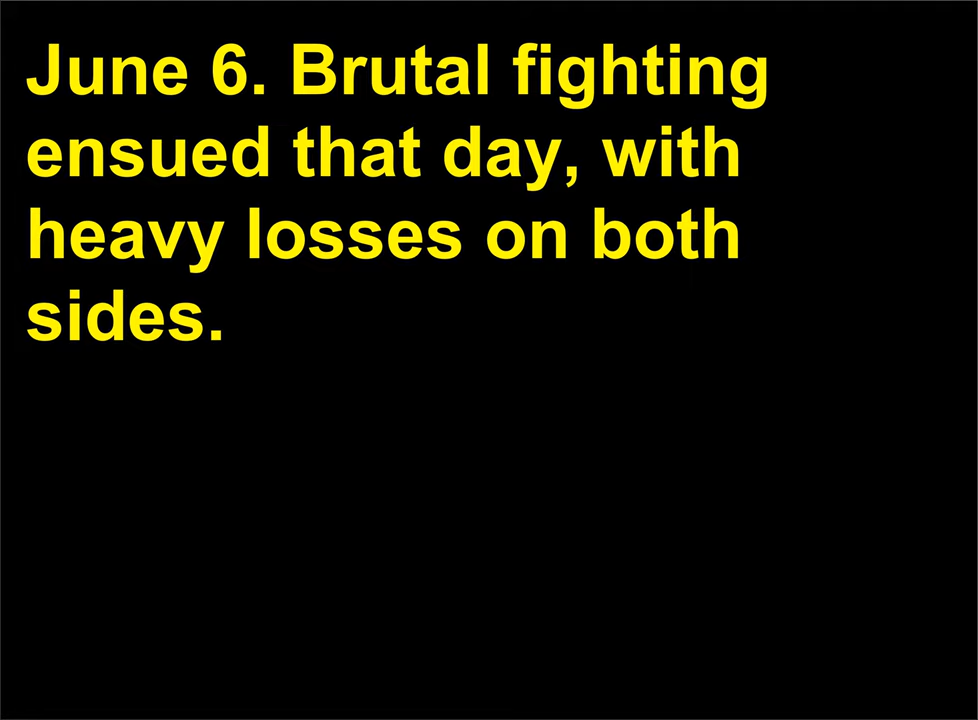 June 6. Brutal fighting
ensued that day, with
heavy losses on both
sides.